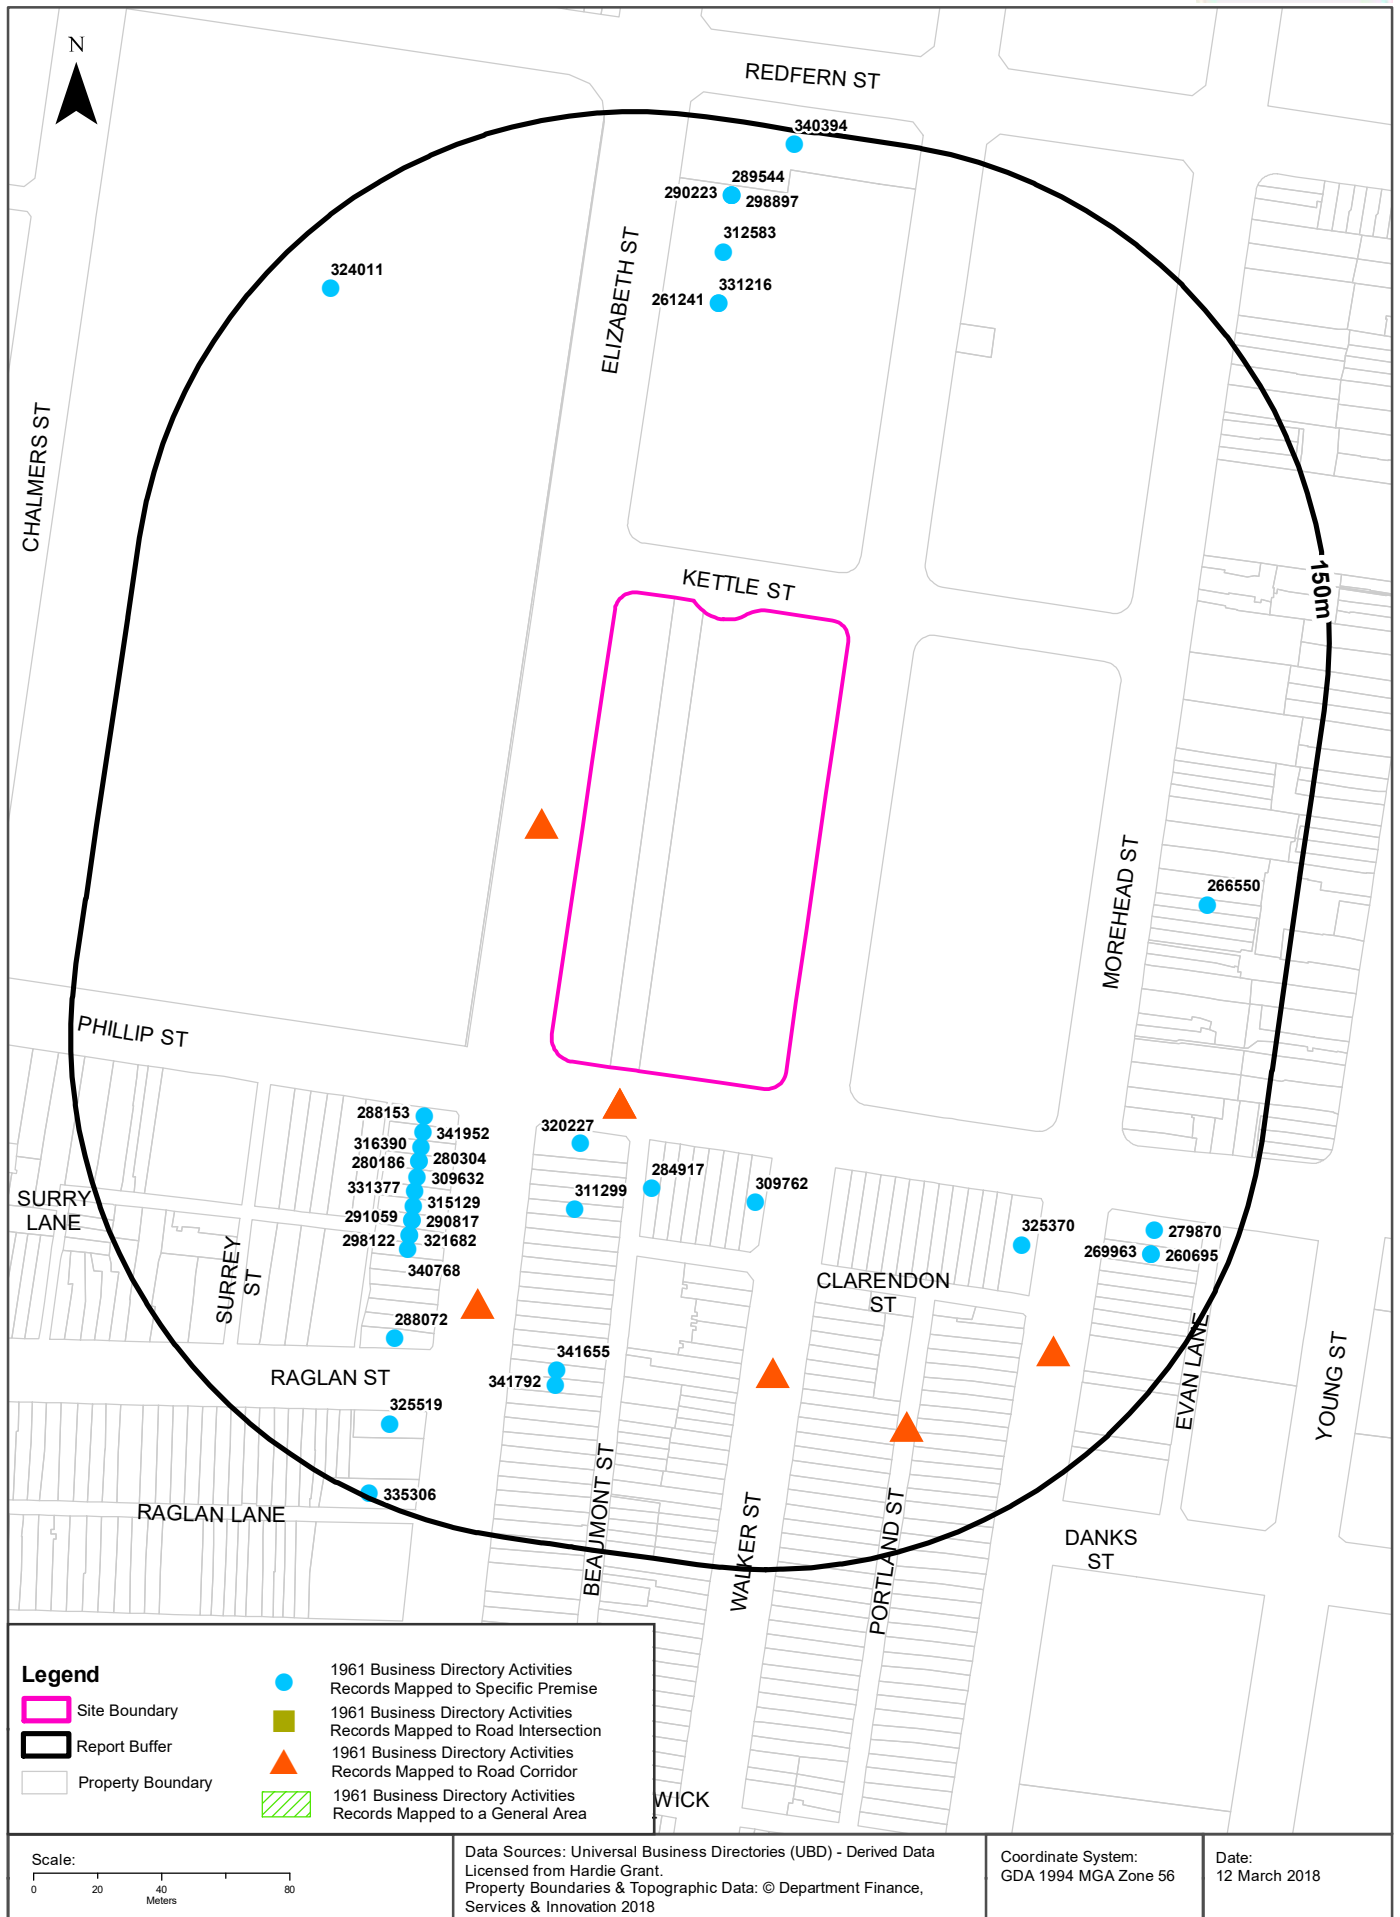 N
REDFERN ST
340394
289544
290223
298897
312583
ELIZABETH ST
324011
331216
261241
CHALMERS ST
KETTLE ST
150m
MOREHEAD ST
266550
PHILLIP ST
288153
341952
316390
280304
280186
309632
331377
315129
291059
290817
298122
321682
340768
320227
284917
311299
309762
325370
279870
269963
260695
SURRY
LANE
SURREY
ST
CLARENDON
ST
288072
RAGLAN ST
341655
341792
325519
EVAN LANE
YOUNG ST
335306
RAGLAN LANE
BEAUMONT ST
WALKER ST
PORTLAND ST
DANKS
ST
WICK
Legend
Site Boundary
Report Buffer
Property Boundary
1961 Business Directory Activities
Records Mapped to Specific Premise
1961 Business Directory Activities
Records Mapped to Road Intersection
1961 Business Directory Activities
Records Mapped to Road Corridor
1961 Business Directory Activities
Records Mapped to a General Area
Scale:
0 20 40 80
Meters
Data Sources: Universal Business Directories (UBD) - Derived Data
Licensed from Hardie Grant.
Property Boundaries & Topographic Data: © Department Finance,
Services & Innovation 2018
Coordinate System:
GDA 1994 MGA Zone 56
Date:
12 March 2018